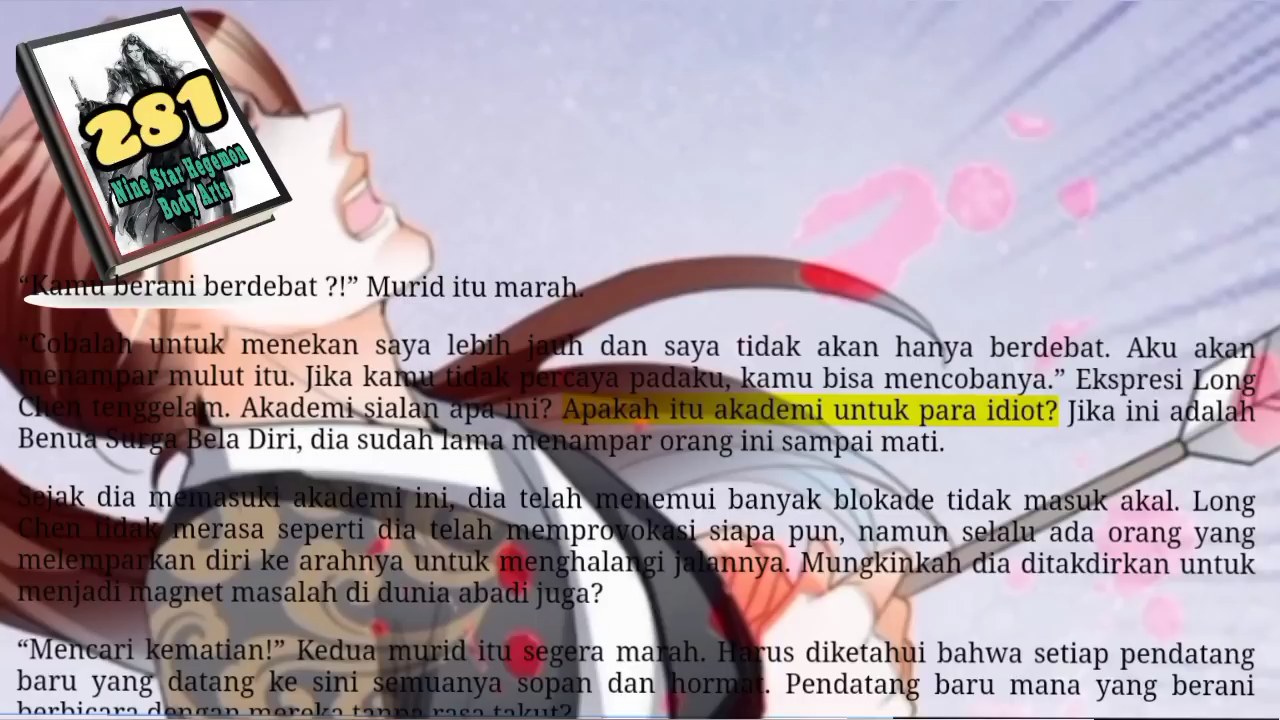 281
Nine Star Hegemon
Body Arts
“Kamu berani berdebat ?!” Murid itu marah.
“Cobalah untuk menekan saya lebih jauh dan saya tidak akan hanya berdebat. Aku akan
menampar mulut itu. Jika kamu tidak percaya padaku, kamu bisa mencobanya.” Ekspresi Long
Chen tenggelam. Akademi sialan apa ini? Apakah itu akademi untuk para idiot? Jika ini adalah
Benua Surga Bela Diri, dia sudah lama menampar orang ini sampai mati.
Sejak dia memasuki akademi ini, dia telah menemui banyak blokade tidak masuk akal. Long
Chen tidak merasa seperti dia telah memprovokasi siapa pun, namun selalu ada orang yang
melemparkan diri ke arahnya untuk menghalangi jalannya. Mungkinkah dia ditakdirkan untuk
menjadi magnet masalah di dunia abadi juga?
“Mencari kematian!” Kedua murid itu segera marah. Harus diketahui bahwa setiap pendatang
baru yang datang ke sini semuanya sopan dan hormat. Pendatang baru mana yang berani
berbicara dengan mereka tanpa rasa takut?